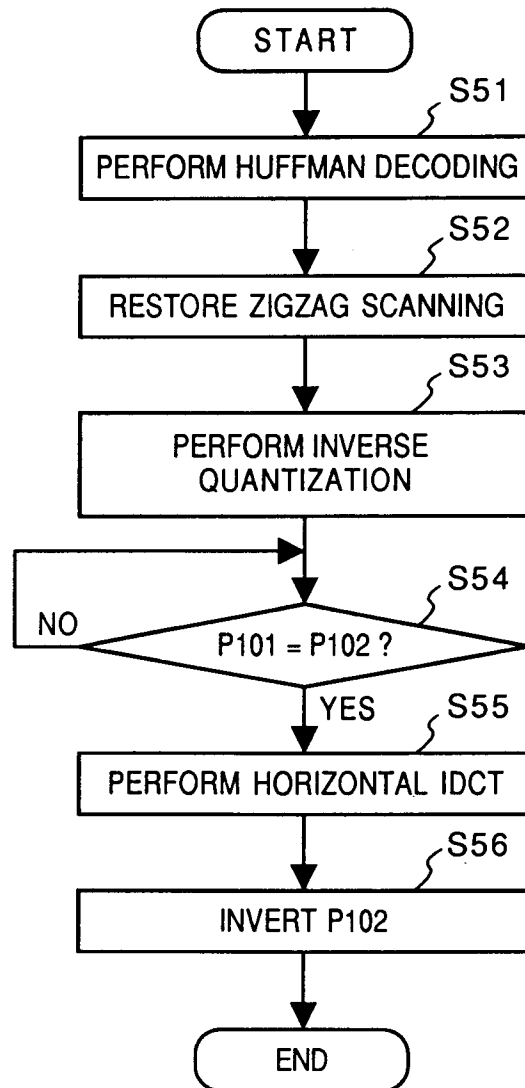 START
S51
PERFORM HUFFMAN DECODING
S52
RESTORE ZIGZAG SCANNING
S53
PERFORM INVERSE
QUANTIZATION
S54
NO
P101 = P102 ?
YES
S55
PERFORM HORIZONTAL IDCT
S56
INVERT P102
END